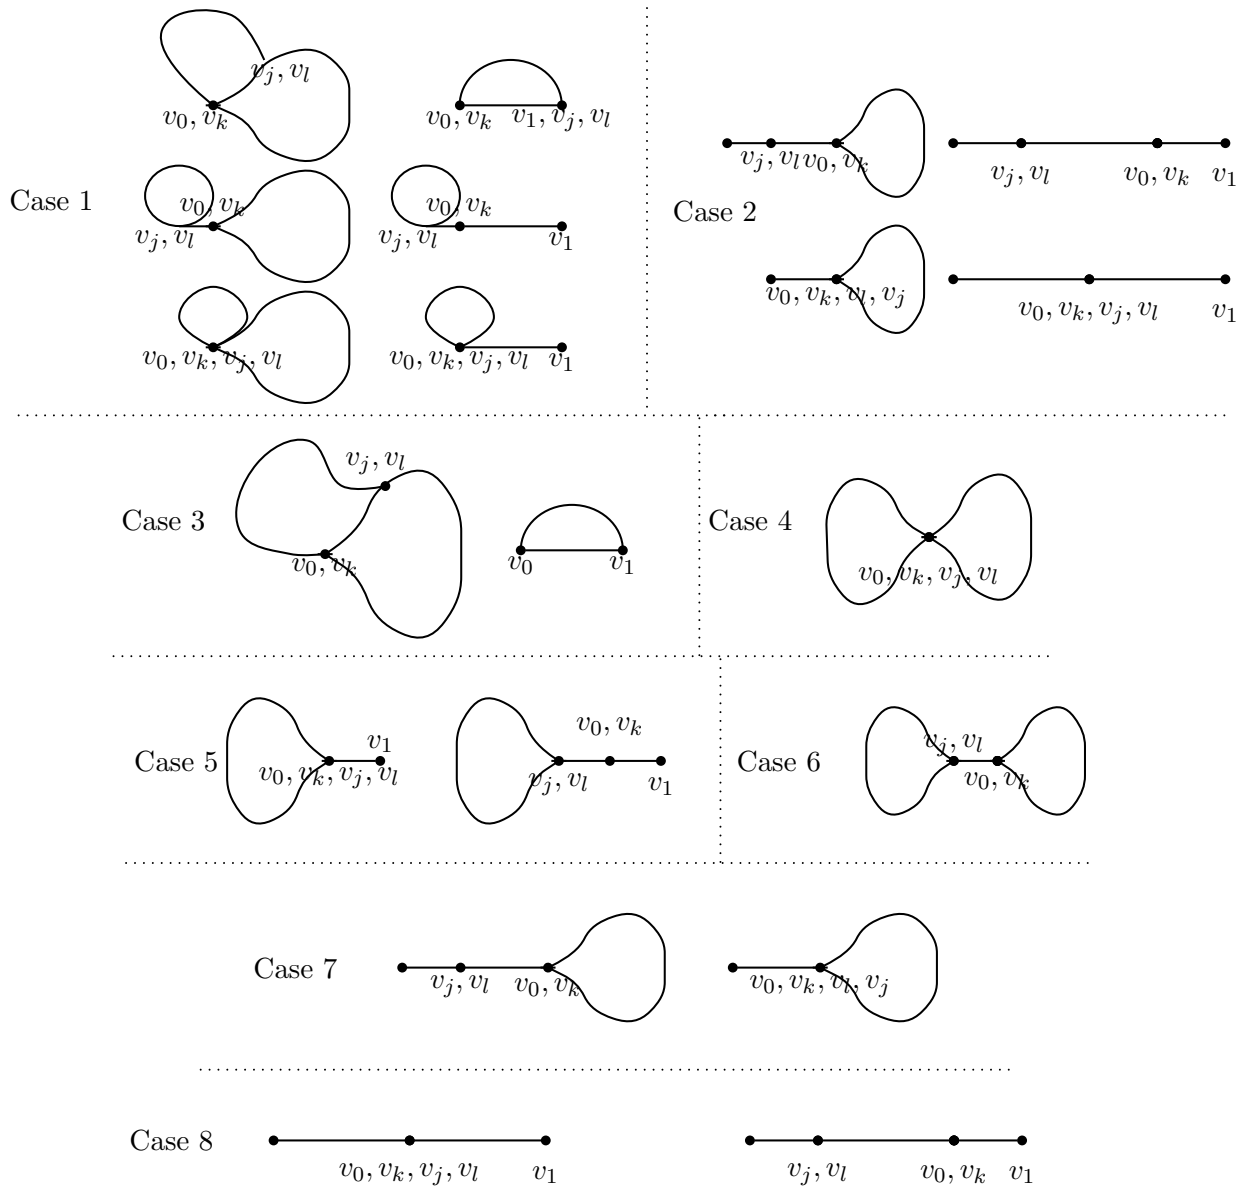 Case 1
$v_j, v_l$
$v_0, v_k$
$v_0, v_k$
$v_1, v_j, v_l$
$v_0, v_k$
$v_j, v_l$
$v_0, v_k$
$v_j, v_l$
$v_1$
$v_0, v_k, v_j, v_l$
$v_0, v_k, v_j, v_l$
$v_1$
Case 2
$v_j, v_l$
$v_0, v_k$
$v_j, v_l$
$v_0, v_k$
$v_1$
$v_0, v_k, v_l, v_j$
$v_0, v_k, v_j, v_l$
$v_1$
Case 3
$v_j, v_l$
$v_0, v_k$
$v_0$
$v_1$
Case 4
$v_0, v_k, v_j, v_l$
Case 5
$v_1$
$v_0, v_k, v_j, v_l$
$v_0, v_k$
$v_j, v_l$
$v_1$
Case 6
$v_j, v_l$
$v_0, v_k$
Case 7
$v_j, v_l$
$v_0, v_k$
$v_0, v_k, v_l, v_j$
Case 8
$v_0, v_k, v_j, v_l$
$v_1$
$v_j, v_l$
$v_0, v_k$
$v_1$